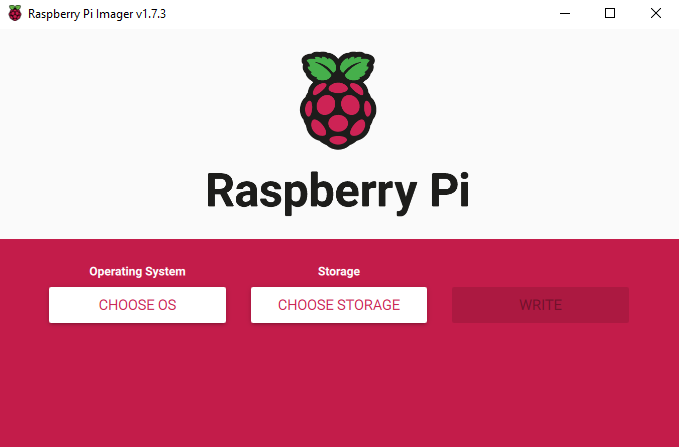 Raspberry Pi Imager v1.7.3
Raspberry Pi
Operating System
Storage
CHOOSE OS
CHOOSE STORAGE
WRITE